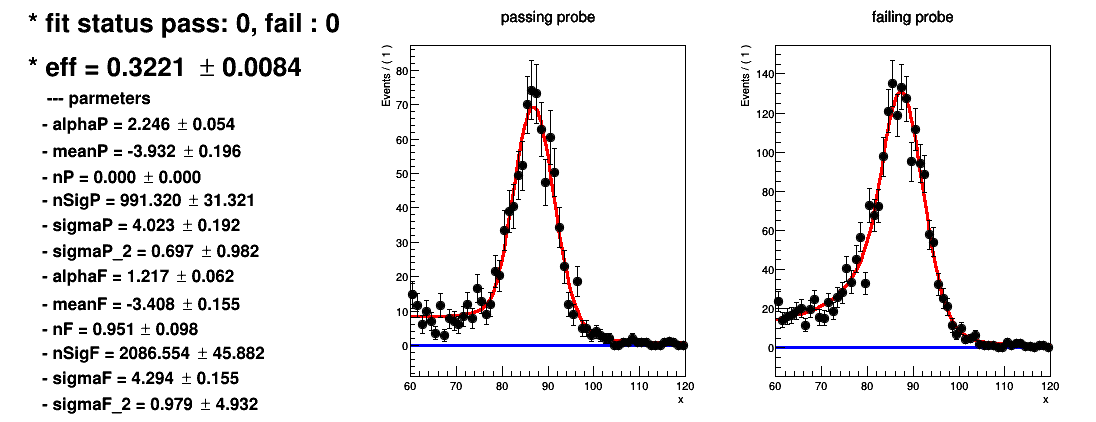 * fit status pass: 0, fail : 0
* eff = 0.3221 ± 0.0084
--- parmeters
- alphaP = 2.246 ± 0.054
- meanP = -3.932 ± 0.196
- nP = 0.000 ± 0.000
- nSigP = 991.320 ± 31.321
- sigmaP = 4.023 ± 0.192
- sigmaP_2 = 0.697 ± 0.982
- alphaF = 1.217 ± 0.062
- meanF = -3.408 ± 0.155
- nF = 0.951 ± 0.098
- nSigF = 2086.554 ± 45.882
- sigmaF = 4.294 ± 0.155
- sigmaF_2 = 0.979 ± 4.932
passing probe
Events / ( 1 )
80
70
60
50
40
30
20
10
0
60 70 80 90 100 110 120
x
failing probe
Events / ( 1 )
140
120
100
80
60
40
20
0
60 70 80 90 100 110 120
x